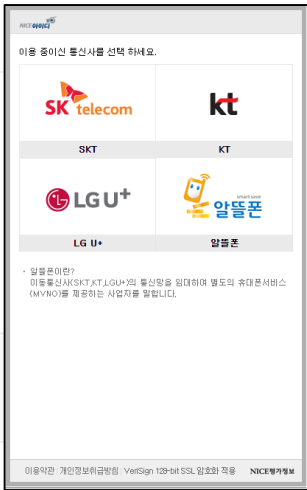 NICE아이디
이용 중이신 통신사를 선택 하세요.
SK telecom
kt
SKT
KT
LG U+
smart save
알뜰폰
LG U+
알뜰폰
· 알뜰폰이란?
이동통신사(SKT,KT,LGU+)의 통신망을 임대하여 별도의 휴대폰서비스
(MVNO)를 제공하는 사업자를 말합니다.
이용약관 | 개인정보취급방침 | VeriSign 128-bit SSL 암호화 적용 NICE평가정보